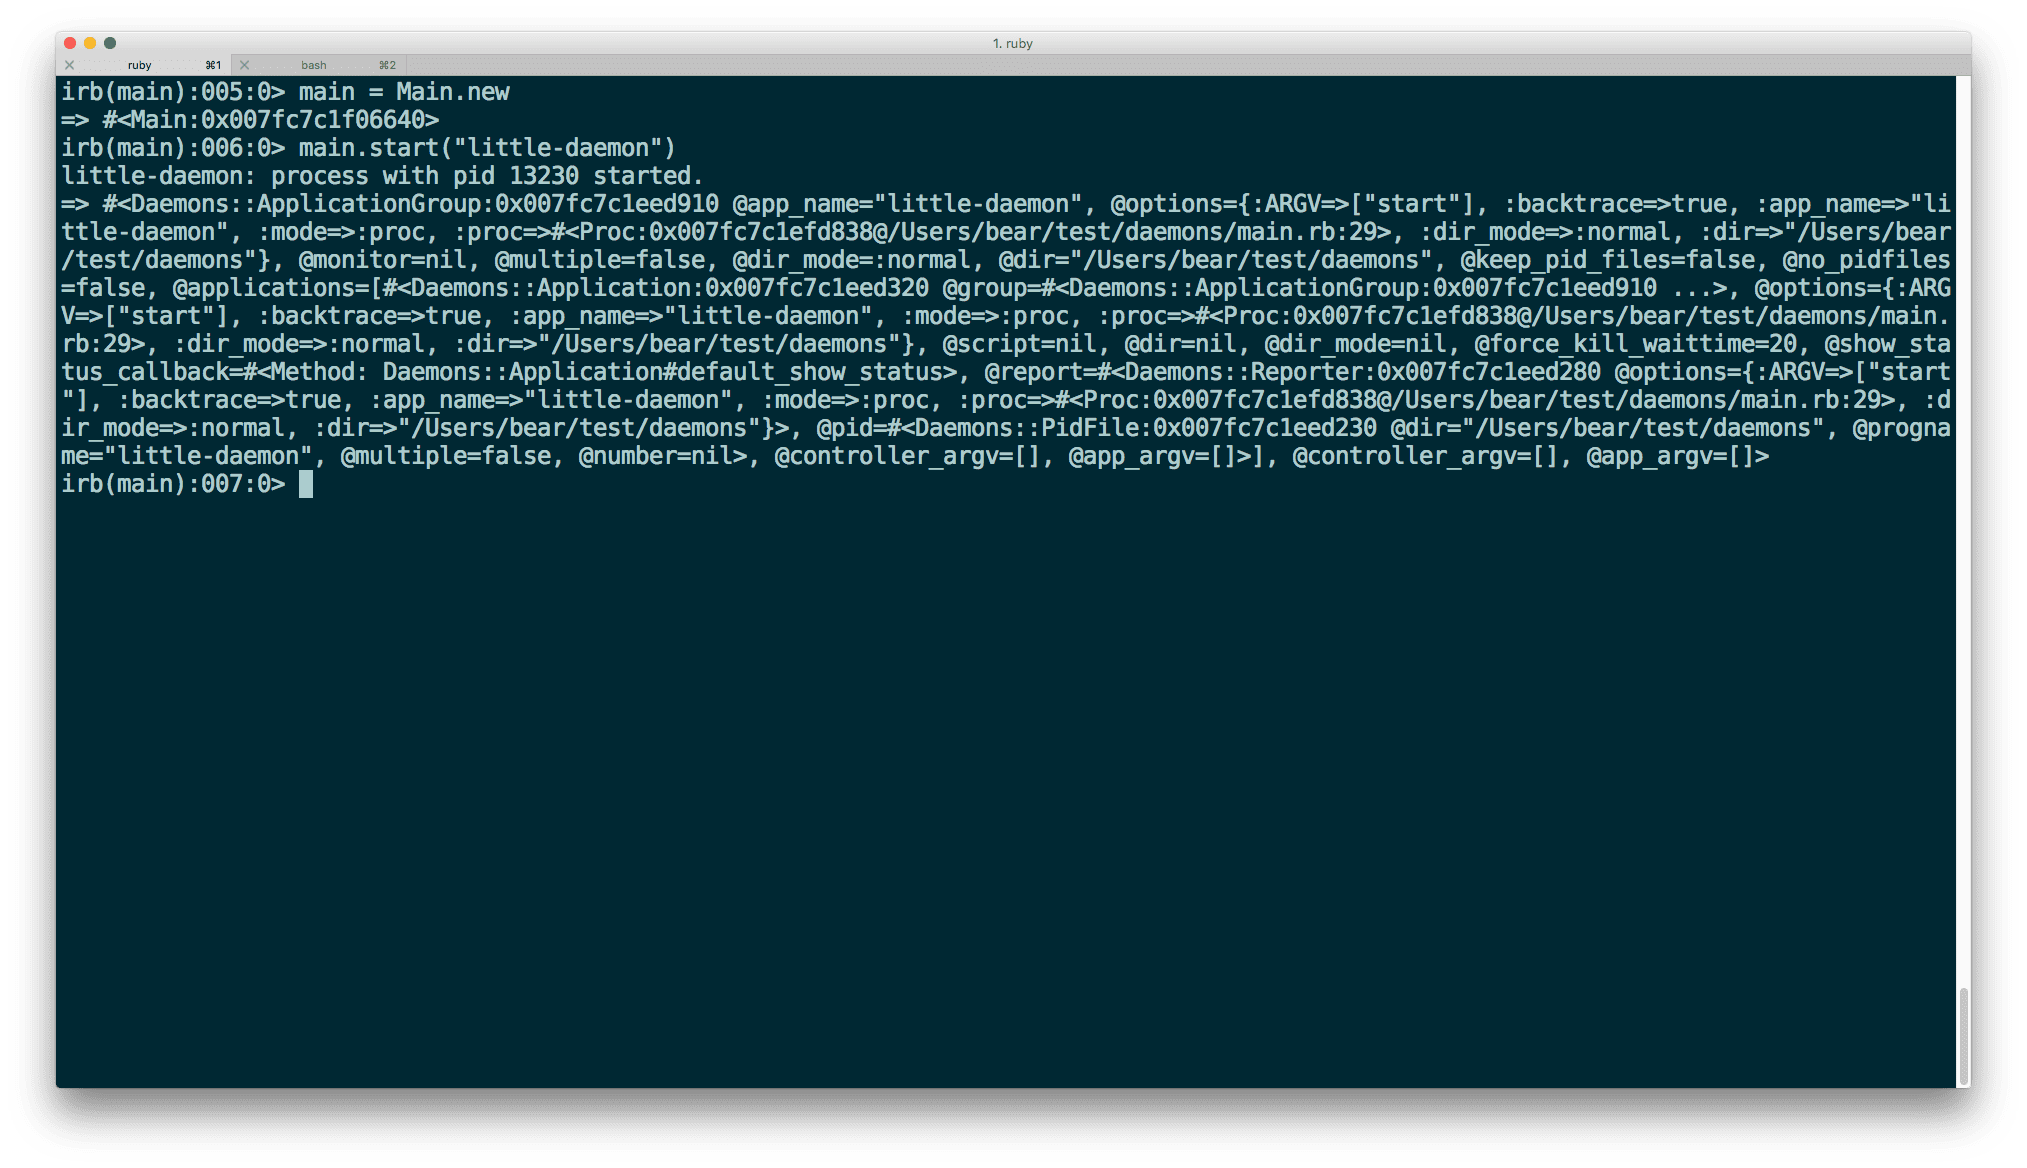 1. ruby
ruby ⌘1 bash ⌘2
irb(main):005:0> main = Main.new
=> #<Main:0x007fc7c1f06640>
irb(main):006:0> main.start("little-daemon")
little-daemon: process with pid 13230 started.
=> #<Daemons::ApplicationGroup:0x007fc7c1eed910 @app_name="little-daemon", @options={:ARGV=>["start"], :backtrace=>true, :app_name=>"li
ttle-daemon", :mode=>:proc, :proc=>#<Proc:0x007fc7c1efd838@/Users/bear/test/daemons/main.rb:29>, :dir_mode=>:normal, :dir=>"/Users/bear
/test/daemons"}, @monitor=nil, @multiple=false, @dir_mode=:normal, @dir="/Users/bear/test/daemons", @keep_pid_files=false, @no_pidfiles
=false, @applications=[#<Daemons::Application:0x007fc7c1eed320 @group=#<Daemons::ApplicationGroup:0x007fc7c1eed910 ...>, @options={:ARG
V=>["start"], :backtrace=>true, :app_name=>"little-daemon", :mode=>:proc, :proc=>#<Proc:0x007fc7c1efd838@/Users/bear/test/daemons/main.
rb:29>, :dir_mode=>:normal, :dir=>"/Users/bear/test/daemons"}, @script=nil, @dir=nil, @dir_mode=nil, @force_kill_waittime=20, @show_sta
tus_callback=#<Method: Daemons::Application#default_show_status>, @report=#<Daemons::Reporter:0x007fc7c1eed280 @options={:ARGV=>["start
"], :backtrace=>true, :app_name=>"little-daemon", :mode=>:proc, :proc=>#<Proc:0x007fc7c1efd838@/Users/bear/test/daemons/main.rb:29>, :d
ir_mode=>:normal, :dir=>"/Users/bear/test/daemons"}>, @pid=#<Daemons::PidFile:0x007fc7c1eed230 @dir="/Users/bear/test/daemons", @progna
me="little-daemon", @multiple=false, @number=nil>, @controller_argv=[], @app_argv=[]>], @controller_argv=[], @app_argv=[]>
irb(main):007:0>